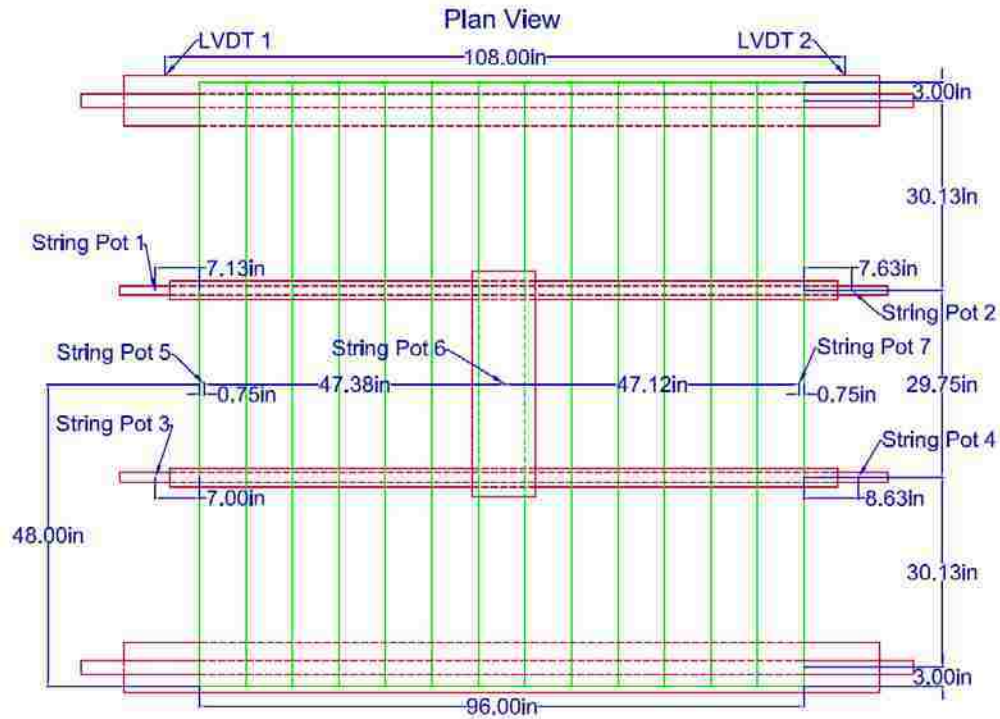 Plan View
LVDT 1
LVDT 2
108.00in
3.00in
30.13in
String Pot 1
7.13in
7.63in
String Pot 2
String Pot 5
String Pot 6
String Pot 7
47.38in
47.12in
29.75in
0.75in
0.75in
String Pot 3
String Pot 4
7.00in
8.63in
48.00in
30.13in
3.00in
96.00in